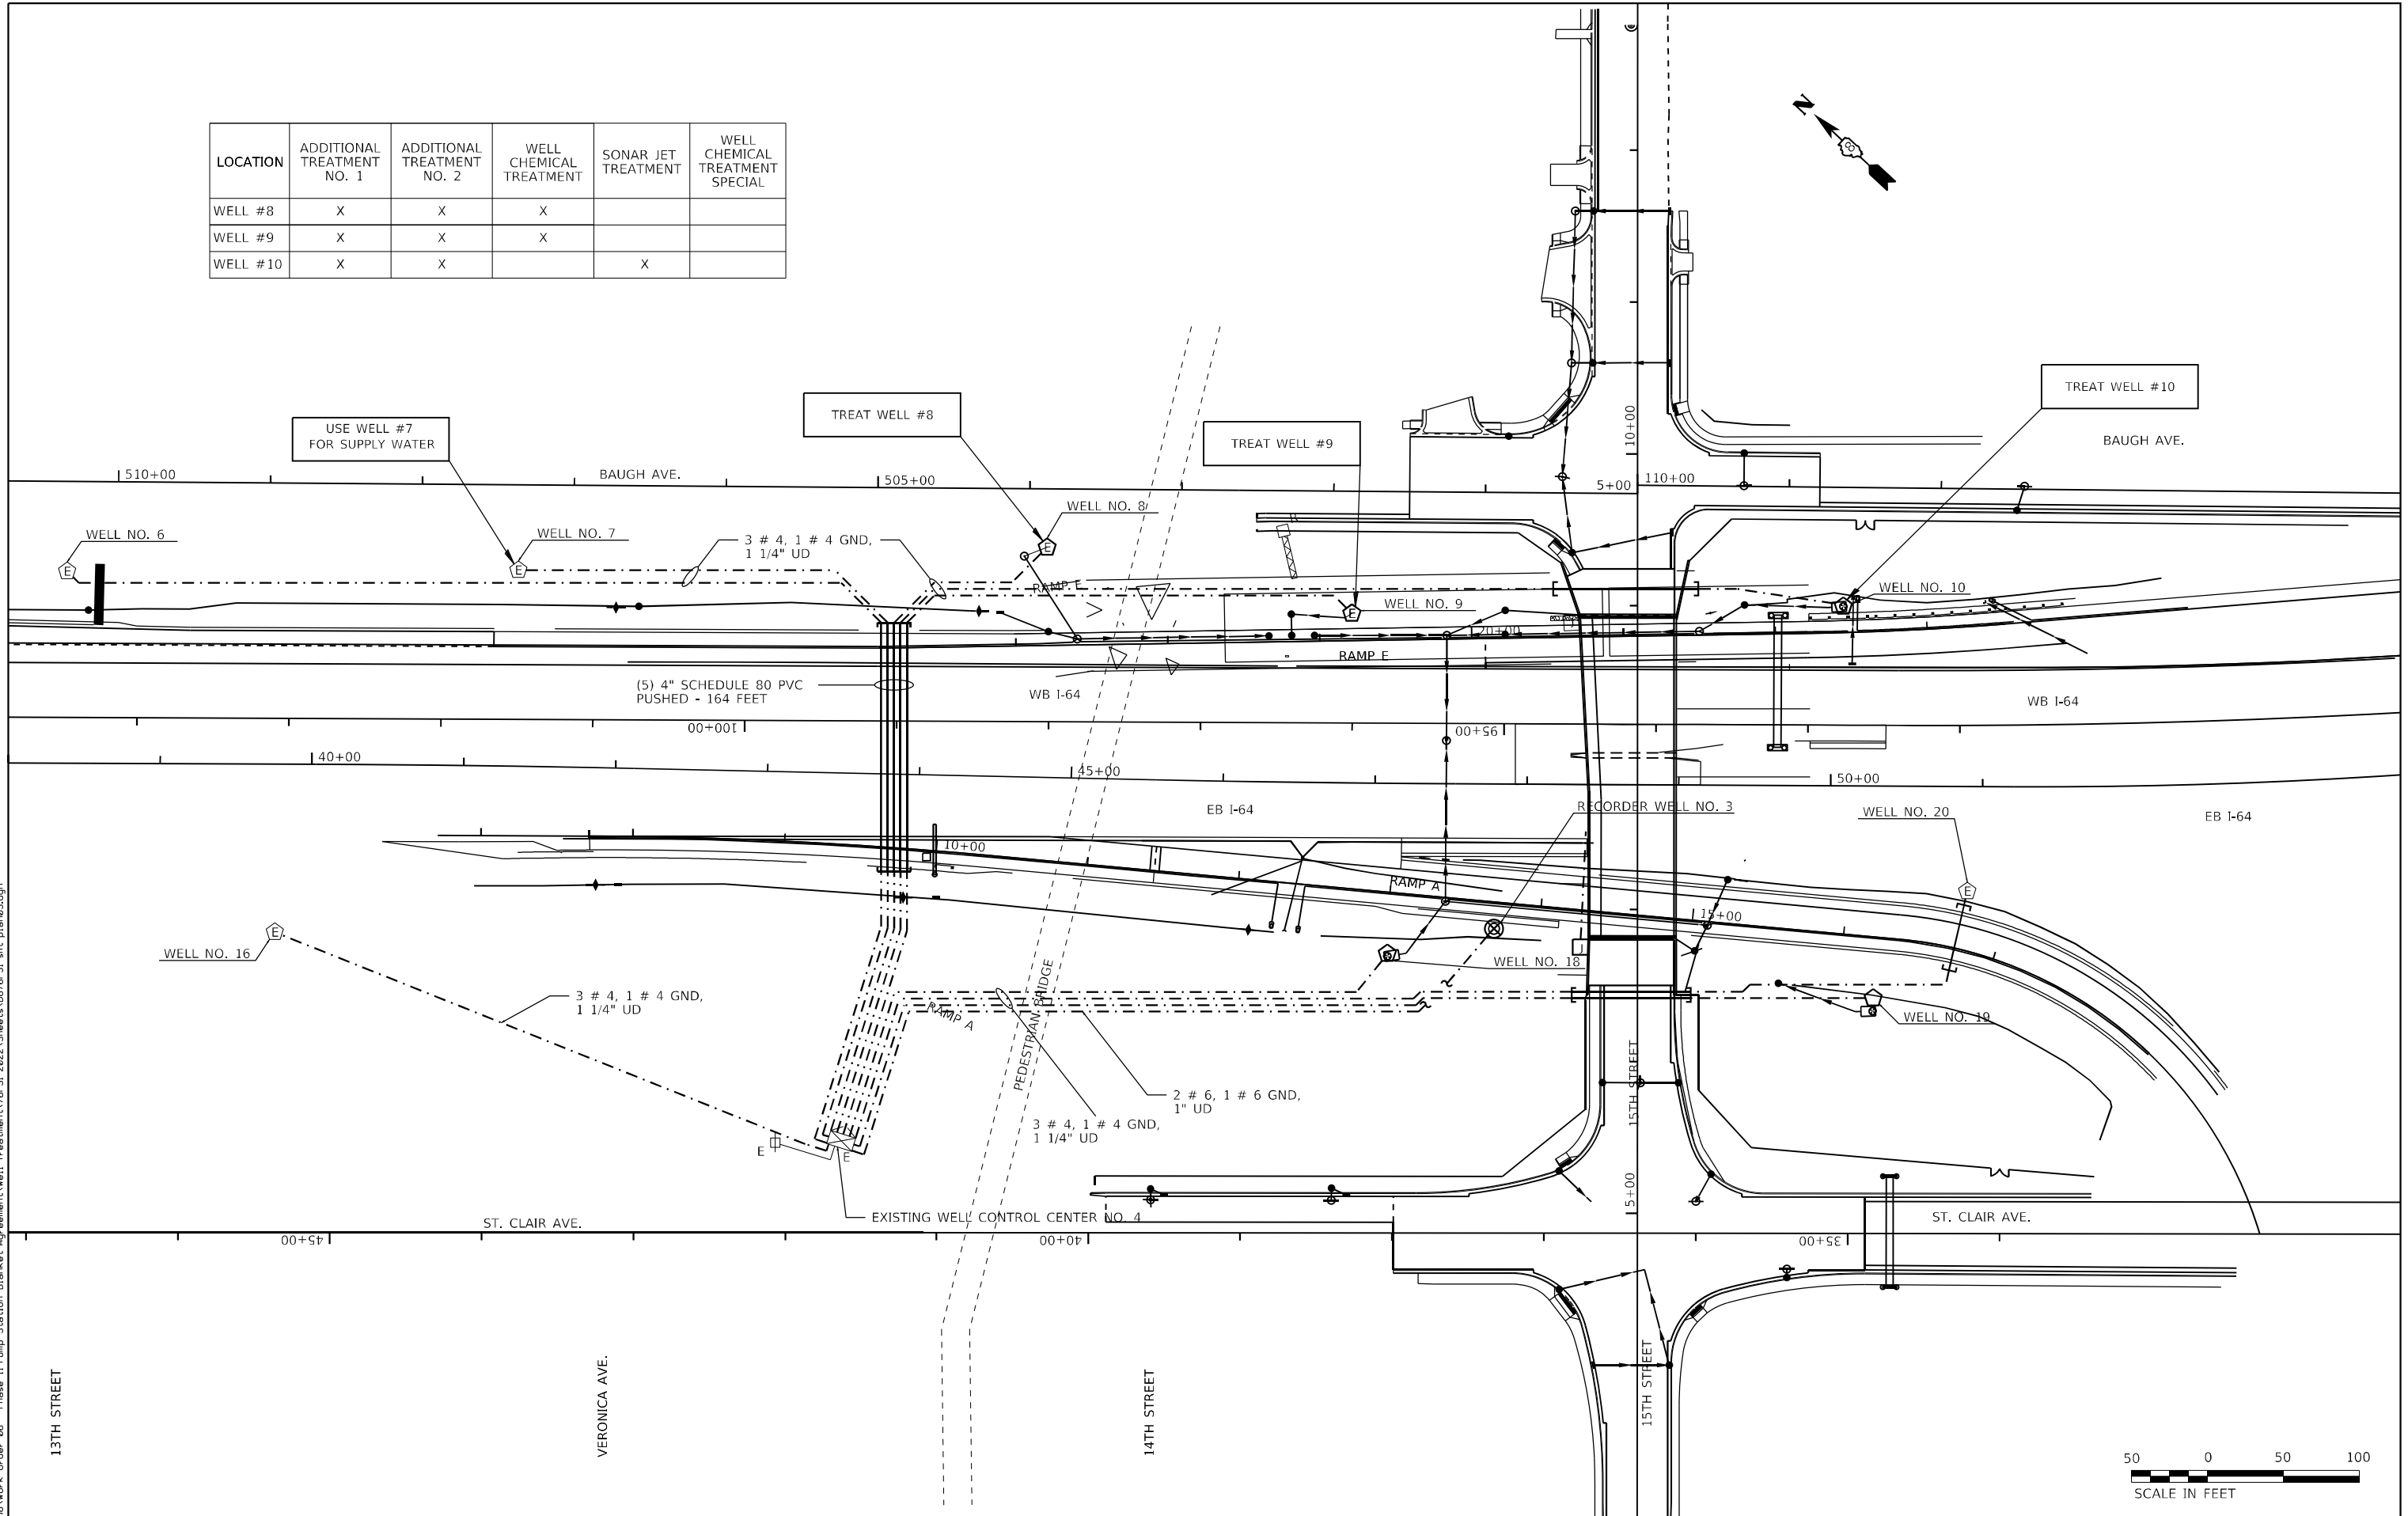 LOCATION
ADDITIONAL TREATMENT NO. 1
ADDITIONAL TREATMENT NO. 2
WELL CHEMICAL TREATMENT
SONAR JET TREATMENT
WELL CHEMICAL TREATMENT SPECIAL
WELL #8 X X X
WELL #9 X X X
WELL #10 X X X
N
USE WELL #7
FOR SUPPLY WATER
TREAT WELL #8
TREAT WELL #9
TREAT WELL #10
BAUGH AVE.
10+00
510+00
BAUGH AVE.
505+00
5+00
110+00
WELL NO. 6
E
WELL NO. 7
E
3 # 4, 1 # 4 GND,
1 1/4" UD
WELL NO. 8
E
RAMP E
WELL NO. 9
E
WELL NO. 10
20+00
RAMP E
(5) 4" SCHEDULE 80 PVC
PUSHED - 164 FEET
WB I-64
WB I-64
100+00
95+00
40+00
45+00
50+00
EB I-64
RECORDER WELL NO. 3
WELL NO. 20
E
EB I-64
10+00
RAMP A
15+00
WELL NO. 16
E
WELL NO. 18
3 # 4, 1 # 4 GND,
1 1/4" UD
RAMP A
PEDESTRIAN BRIDGE
WELL NO. 19
2 # 6, 1 # 6 GND,
1" UD
3 # 4, 1 # 4 GND,
1 1/4" UD
15TH STREET
E
E
5+00
EXISTING WELL CONTROL CENTER NO. 4
ST. CLAIR AVE.
ST. CLAIR AVE.
45+00
40+00
35+00
13TH STREET
VERONICA AVE.
14TH STREET
15TH STREET
50 0 50 100
SCALE IN FEET